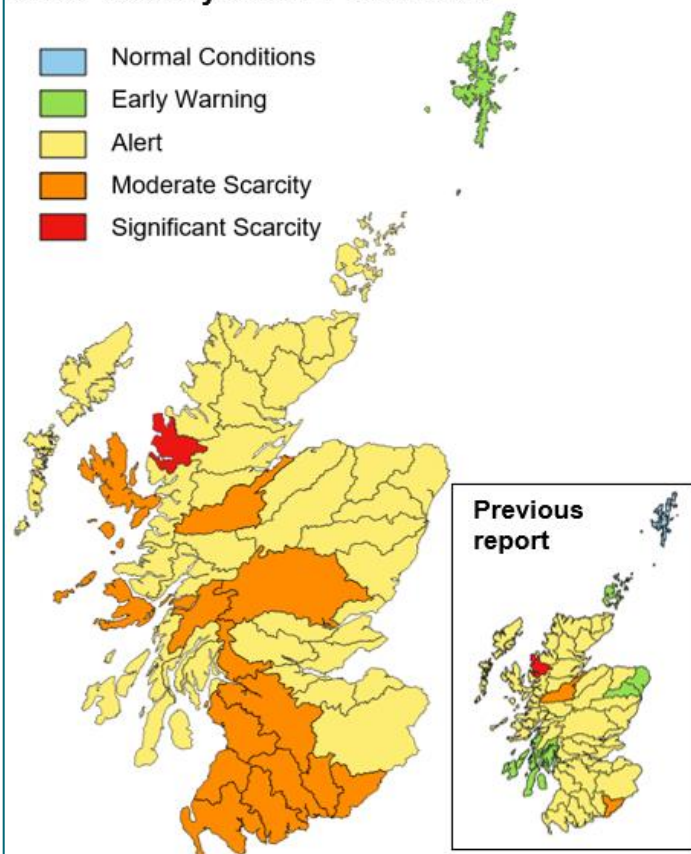 Normal Conditions
Early Warning
Alert
Moderate Scarcity
Significant Scarcity
Previous
report